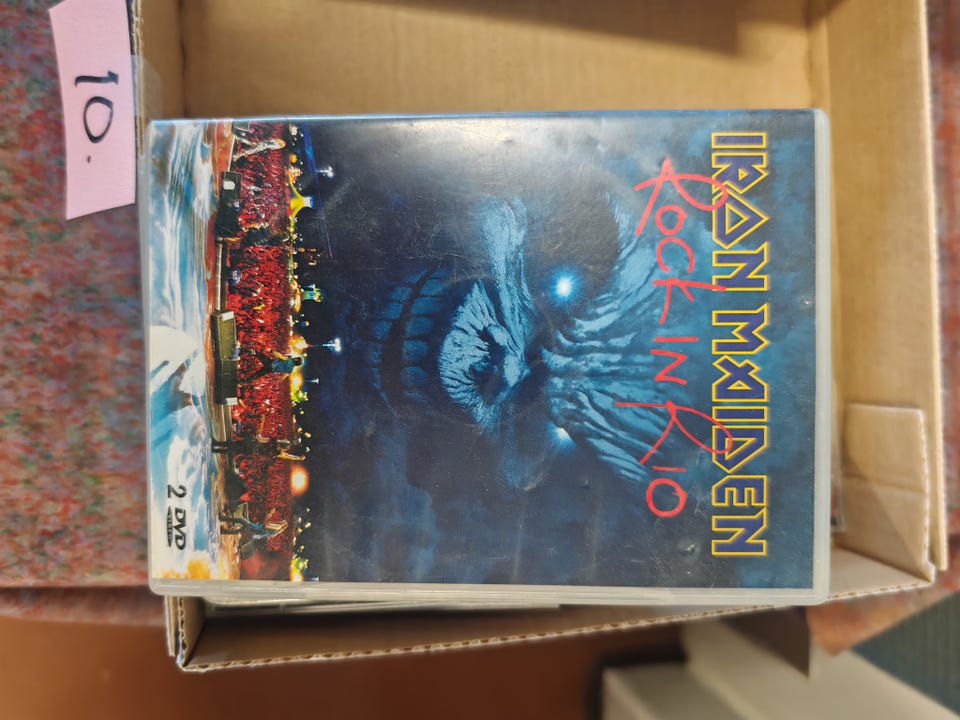 10.
IRON MAIDEN
ROCK IN RIO
2 DVD